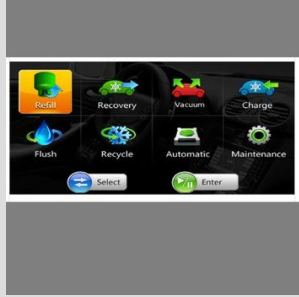 Refill Recovery Vacuum Charge
Flush Recycle Automatic Maintenance
Select Enter